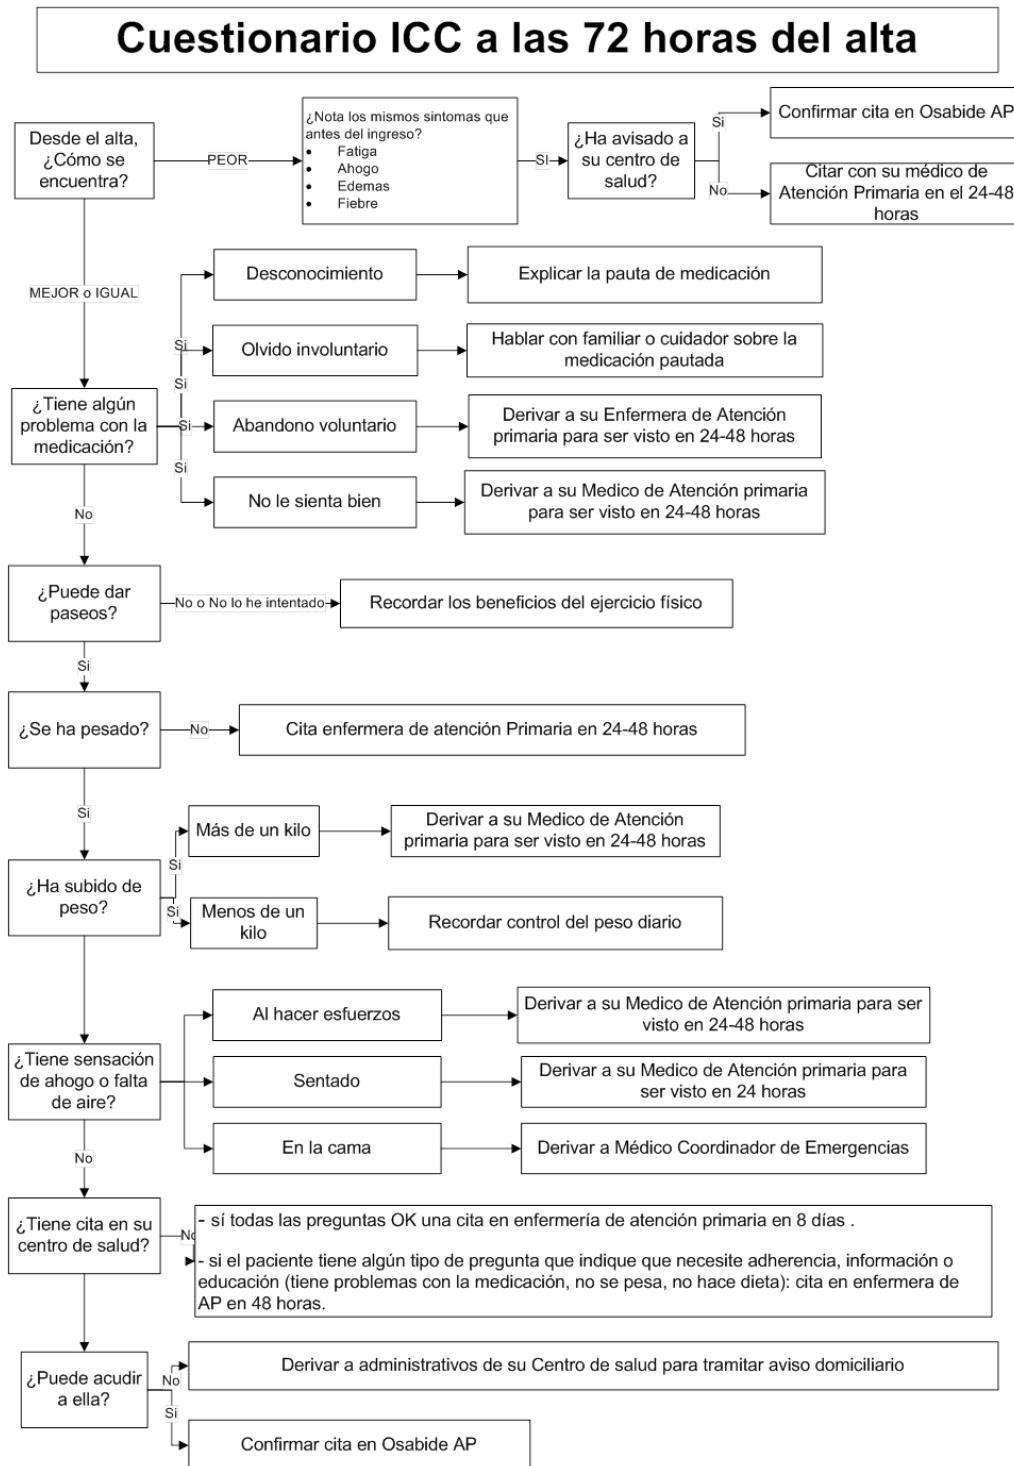 Cuestionario ICC a las 72 horas del alta
Desde el alta,
¿Cómo se
encuentra?
PEOR
¿Nota los mismos sintomas que
antes del ingreso?
• Fatiga
• Ahogo
• Edemas
• Fiebre
SI
¿Ha avisado a
su centro de
salud?
Si
Confirmar cita en Osabide AP
No
Citar con su médico de
Atención Primaria en el 24-48
horas
MEJOR o IGUAL
¿Tiene algún
problema con la
medicación?
Si
Desconocimiento
Explicar la pauta de medicación
Si
Olvido involuntario
Hablar con familiar o cuidador sobre la
medicación pautada
Si
Abandono voluntario
Derivar a su Enfermera de Atención
primaria para ser visto en 24-48 horas
Si
No le sienta bien
Derivar a su Medico de Atención primaria
para ser visto en 24-48 horas
No
¿Puede dar
paseos?
No o No lo he intentado
Recordar los beneficios del ejercicio físico
Si
¿Se ha pesado?
No
Cita enfermera de atención Primaria en 24-48 horas
Si
¿Ha subido de
peso?
Si
Más de un kilo
Derivar a su Medico de Atención
primaria para ser visto en 24-48 horas
Si
Menos de un
kilo
Recordar control del peso diario
¿Tiene sensación
de ahogo o falta
de aire?
Al hacer esfuerzos
Derivar a su Medico de Atención primaria para ser
visto en 24-48 horas
Sentado
Derivar a su Medico de Atención primaria para
ser visto en 24 horas
En la cama
Derivar a Médico Coordinador de Emergencias
No
¿Tiene cita en su
centro de salud?
No
- sí todas las preguntas OK una cita en enfermería de atención primaria en 8 días .
- si el paciente tiene algún tipo de pregunta que indique que necesite adherencia, información o
educación (tiene problemas con la medicación, no se pesa, no hace dieta): cita en enfermera de
AP en 48 horas.
¿Puede acudir
a ella?
No
Derivar a administrativos de su Centro de salud para tramitar aviso domiciliario
Si
Confirmar cita en Osabide AP